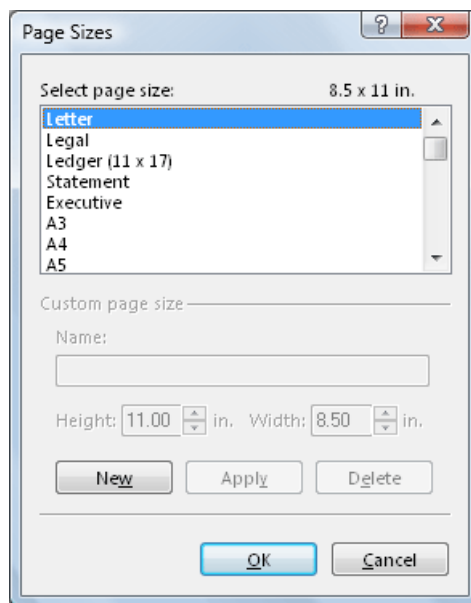 Page Sizes
Select page size: 8.5 x 11 in.
Letter
Legal
Ledger (11 x 17)
Statement
Executive
A3
A4
A5
Custom page size
Name:
Height: 11.00 in. Width: 8.50 in.
New Apply Delete
OK Cancel